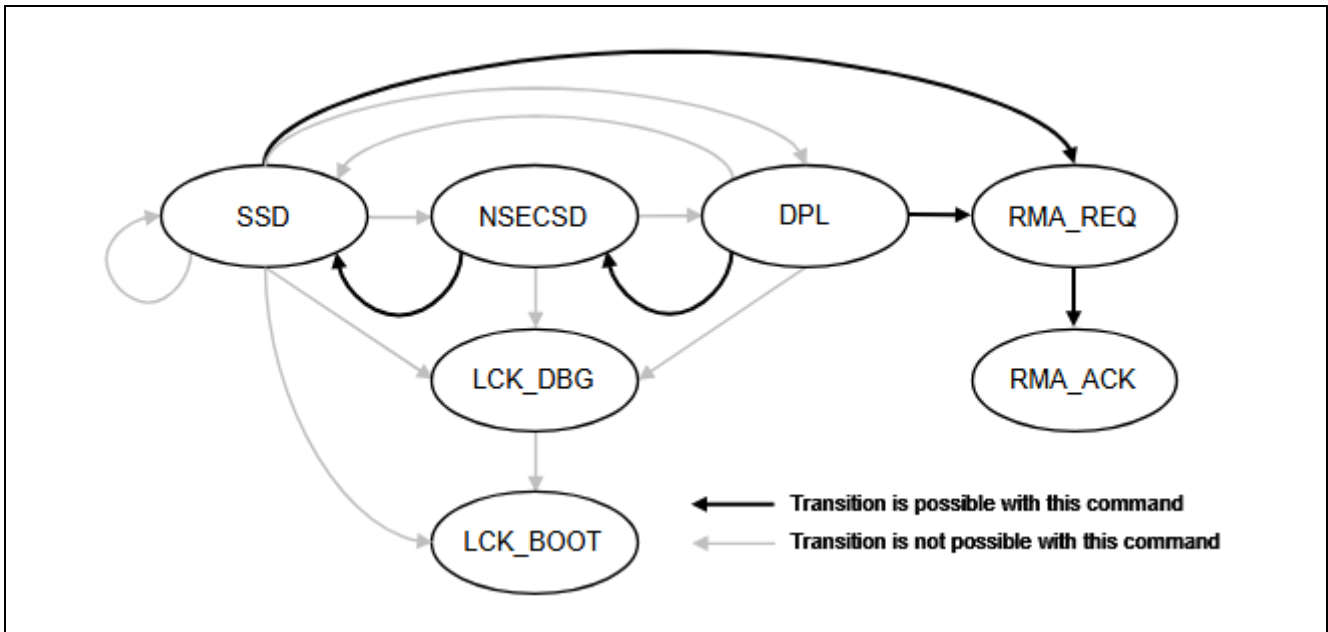 SSD
NSECSD
DPL
RMA_REQ
LCK_DBG
RMA_ACK
LCK_BOOT
Transition is possible with this command
Transition is not possible with this command